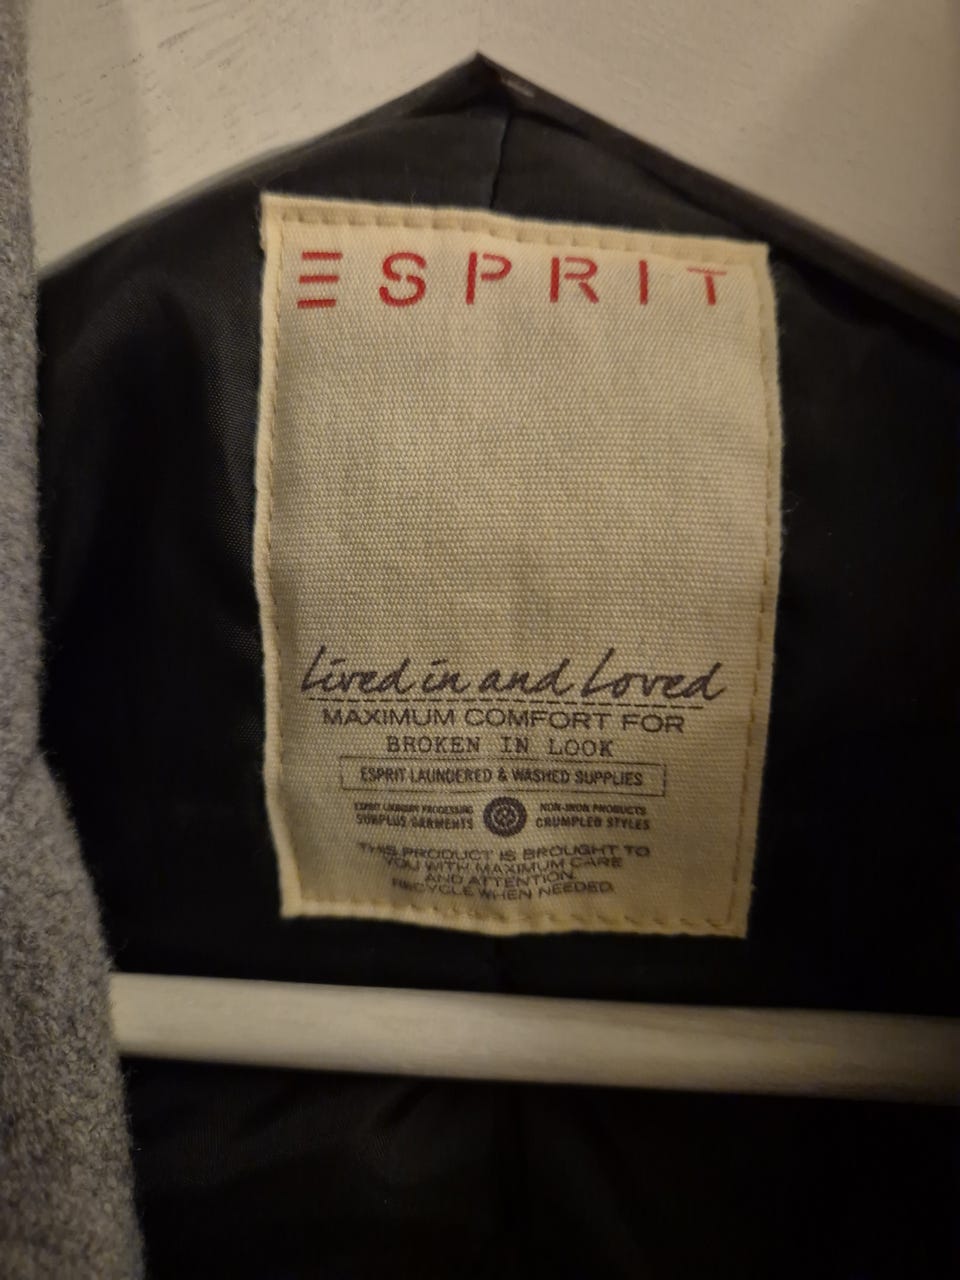 ESPRIT
Lived in and Loved
MAXIMUM COMFORT FOR
BROKEN IN LOOK
ESPRIT LAUNDERED & WASHED SUPPLIES
ESPRIT LAUNDRY PROCESSING
SURPLUS GARMENTS
NON-IRON PRODUCTS
CRUMPLED STYLES
THIS PRODUCT IS BROUGHT TO
YOU WITH MAXIMUM CARE
AND ATTENTION.
RECYCLE WHEN NEEDED.